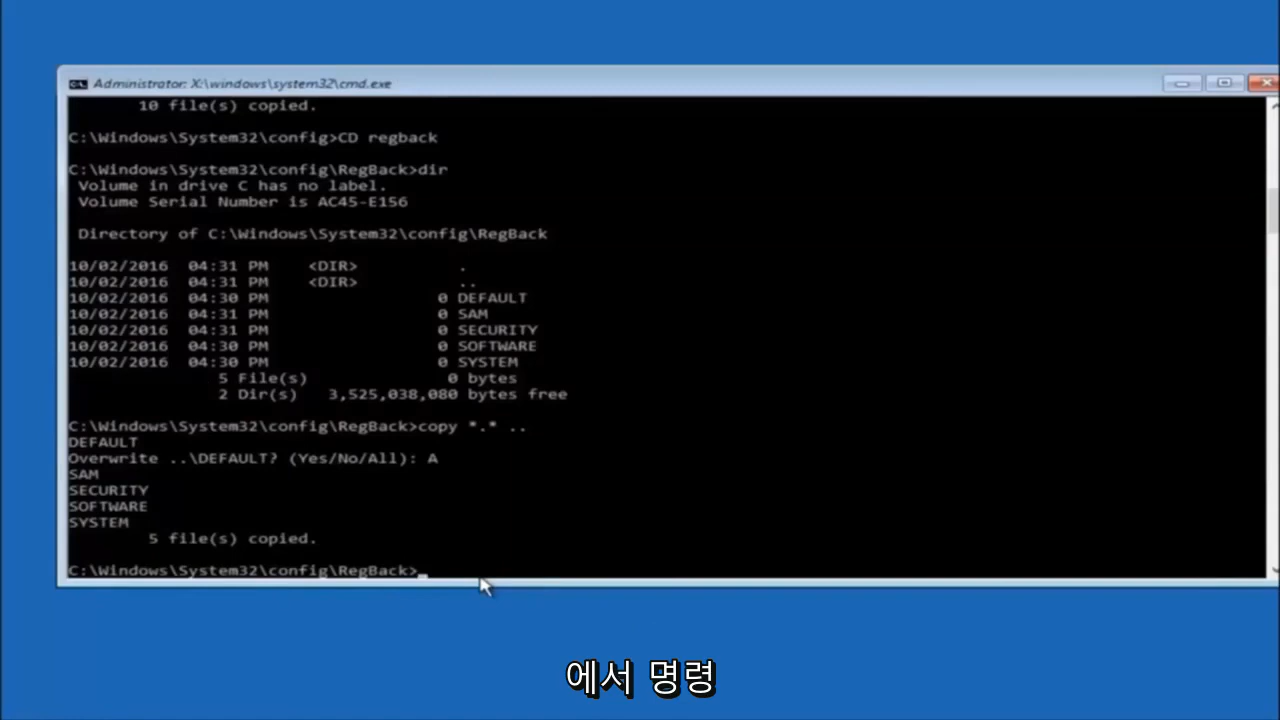 Administrator: X:\windows\system32\cmd.exe
10 file(s) copied.
C:\Windows\System32\config>CD regback
C:\Windows\System32\config\RegBack>dir
Volume in drive C has no label.
Volume Serial Number is AC45-E156
Directory of C:\Windows\System32\config\RegBack
10/02/2016 04:31 PM <DIR> .
10/02/2016 04:31 PM <DIR> ..
10/02/2016 04:30 PM 0 DEFAULT
10/02/2016 04:31 PM 0 SAM
10/02/2016 04:31 PM 0 SECURITY
10/02/2016 04:30 PM 0 SOFTWARE
10/02/2016 04:30 PM 0 SYSTEM
5 File(s) 0 bytes
2 Dir(s) 3,525,038,080 bytes free
C:\Windows\System32\config\RegBack>copy *.* ..
DEFAULT
Overwrite ..\DEFAULT? (Yes/No/All): A
SAM
SECURITY
SOFTWARE
SYSTEM
5 file(s) copied.
C:\Windows\System32\config\RegBack>_
에서 명령